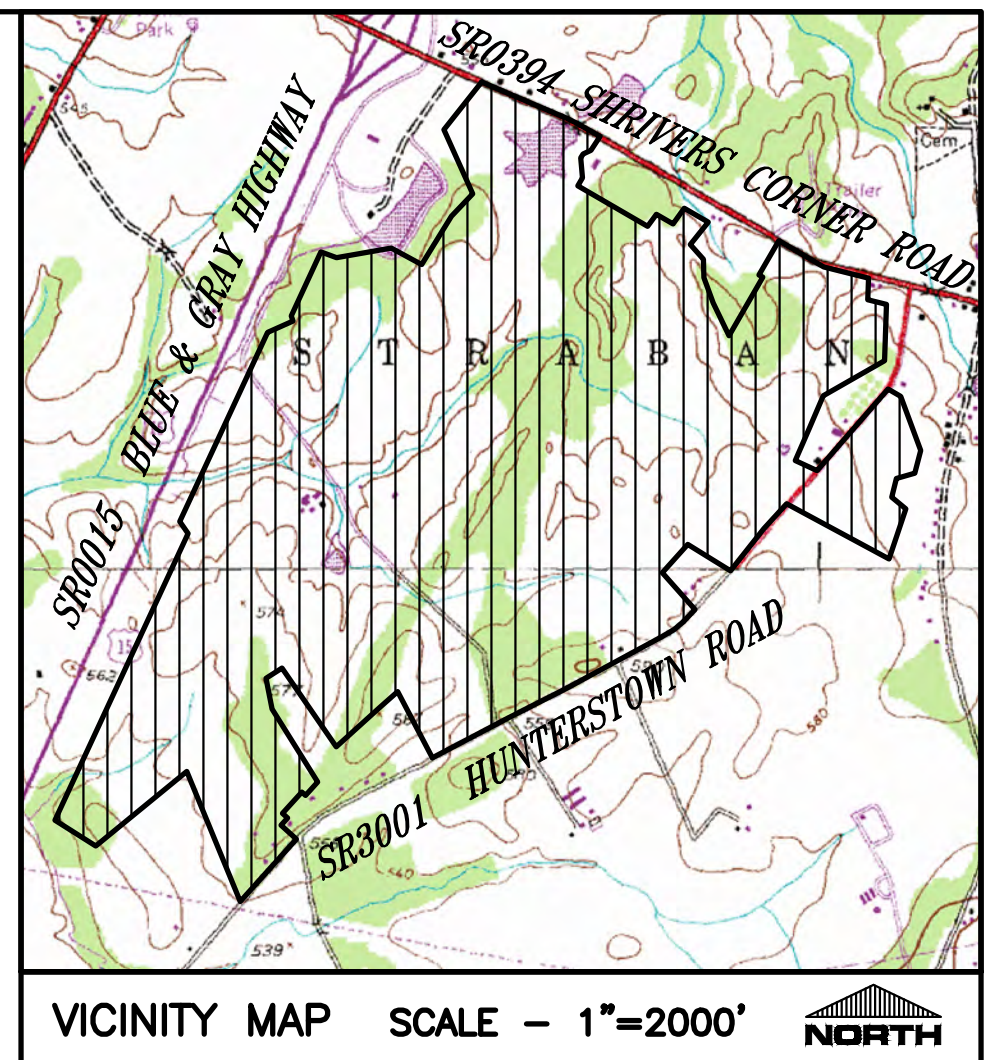 Park
SR0394 SHRIVERS CORNER ROAD
545
Cem
Trailer
SR0015 BLUE & GRAY HIGHWAY
S T R A B A N
574
15
562
577
580
SR3001 HUNTERSTOWN ROAD
540
539
VICINITY MAP SCALE - 1"=2000'
NORTH